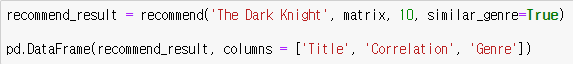 recommend_result = recommend('The Dark Knight', matrix, 10, similar_genre=True)
pd.DataFrame(recommend_result, columns = ['Title', 'Correlation', 'Genre'])